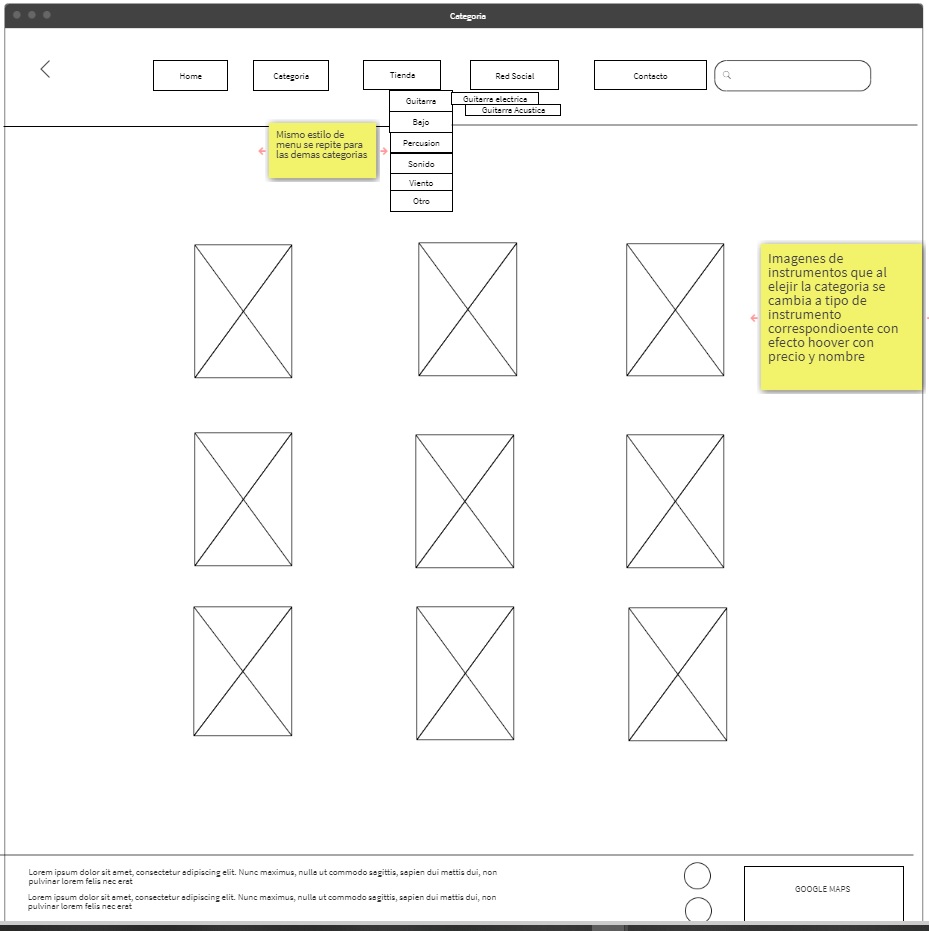 Categoria
Home
Categoria
Tienda
Red Social
Contacto
Guitarra
Guitarra electrica
Guitarra Acustica
Bajo
Percusion
Sonido
Viento
Otro
Mismo estilo de
menu se repite para
las demas categorias
Imagenes de
instrumentos que al
elejir la categoria se
cambia a tipo de
instrumento
correspondioente con
efecto hoover con
precio y nombre
Lorem ipsum dolor sit amet, consectetur adipiscing elit. Nunc maximus, nulla ut commodo sagittis, sapien dui mattis dui, non
pulvinar lorem felis nec erat
Lorem ipsum dolor sit amet, consectetur adipiscing elit. Nunc maximus, nulla ut commodo sagittis, sapien dui mattis dui, non
pulvinar lorem felis nec erat
GOOGLE MAPS